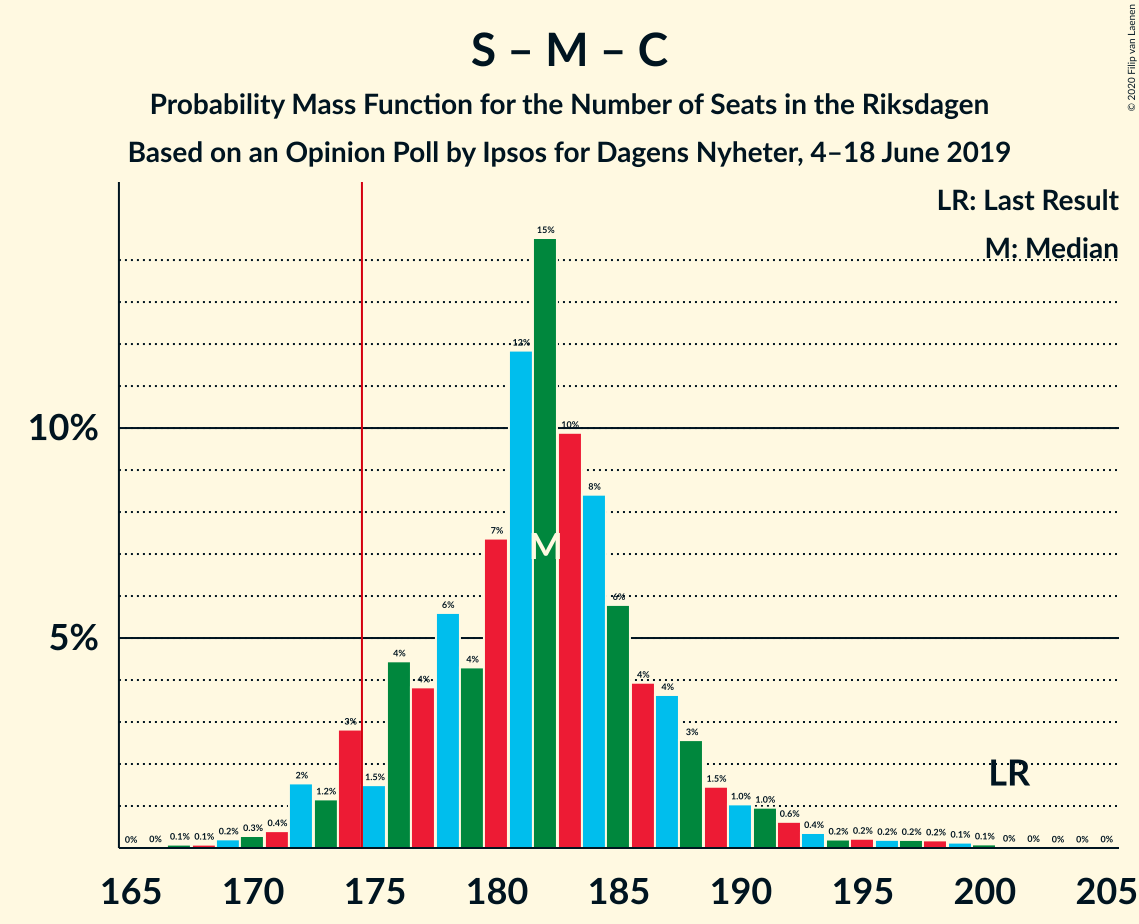 © 2020 Filip van Laenen
S – M – C
Probability Mass Function for the Number of Seats in the Riksdagen
Based on an Opinion Poll by Ipsos for Dagens Nyheter, 4–18 June 2019
LR: Last Result
M: Median
15%
12%
10%
10%
8%
7%
M
6%
6%
5%
4%
4%
4%
4%
4%
3%
3%
LR
2%
1.5%
1.5%
1.2%
1.0%
1.0%
0.6%
0% 0% 0.1% 0.1% 0.2% 0.3% 0.4% 0.4% 0.2% 0.2% 0.2% 0.2% 0.2% 0.1% 0.1% 0% 0% 0% 0% 0%
165 170 175 180 185 190 195 200 205